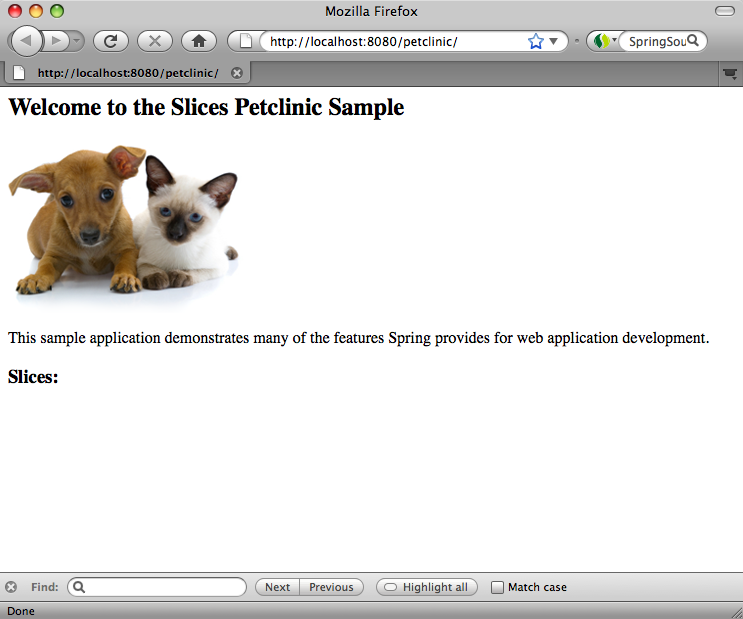 Mozilla Firefox
http://localhost:8080/petclinic/
SpringSou
http://localhost:8080/petclinic/
Welcome to the Slices Petclinic Sample
This sample application demonstrates many of the features Spring provides for web application development.
Slices:
Find:
Next
Previous
Highlight all
Match case
Done